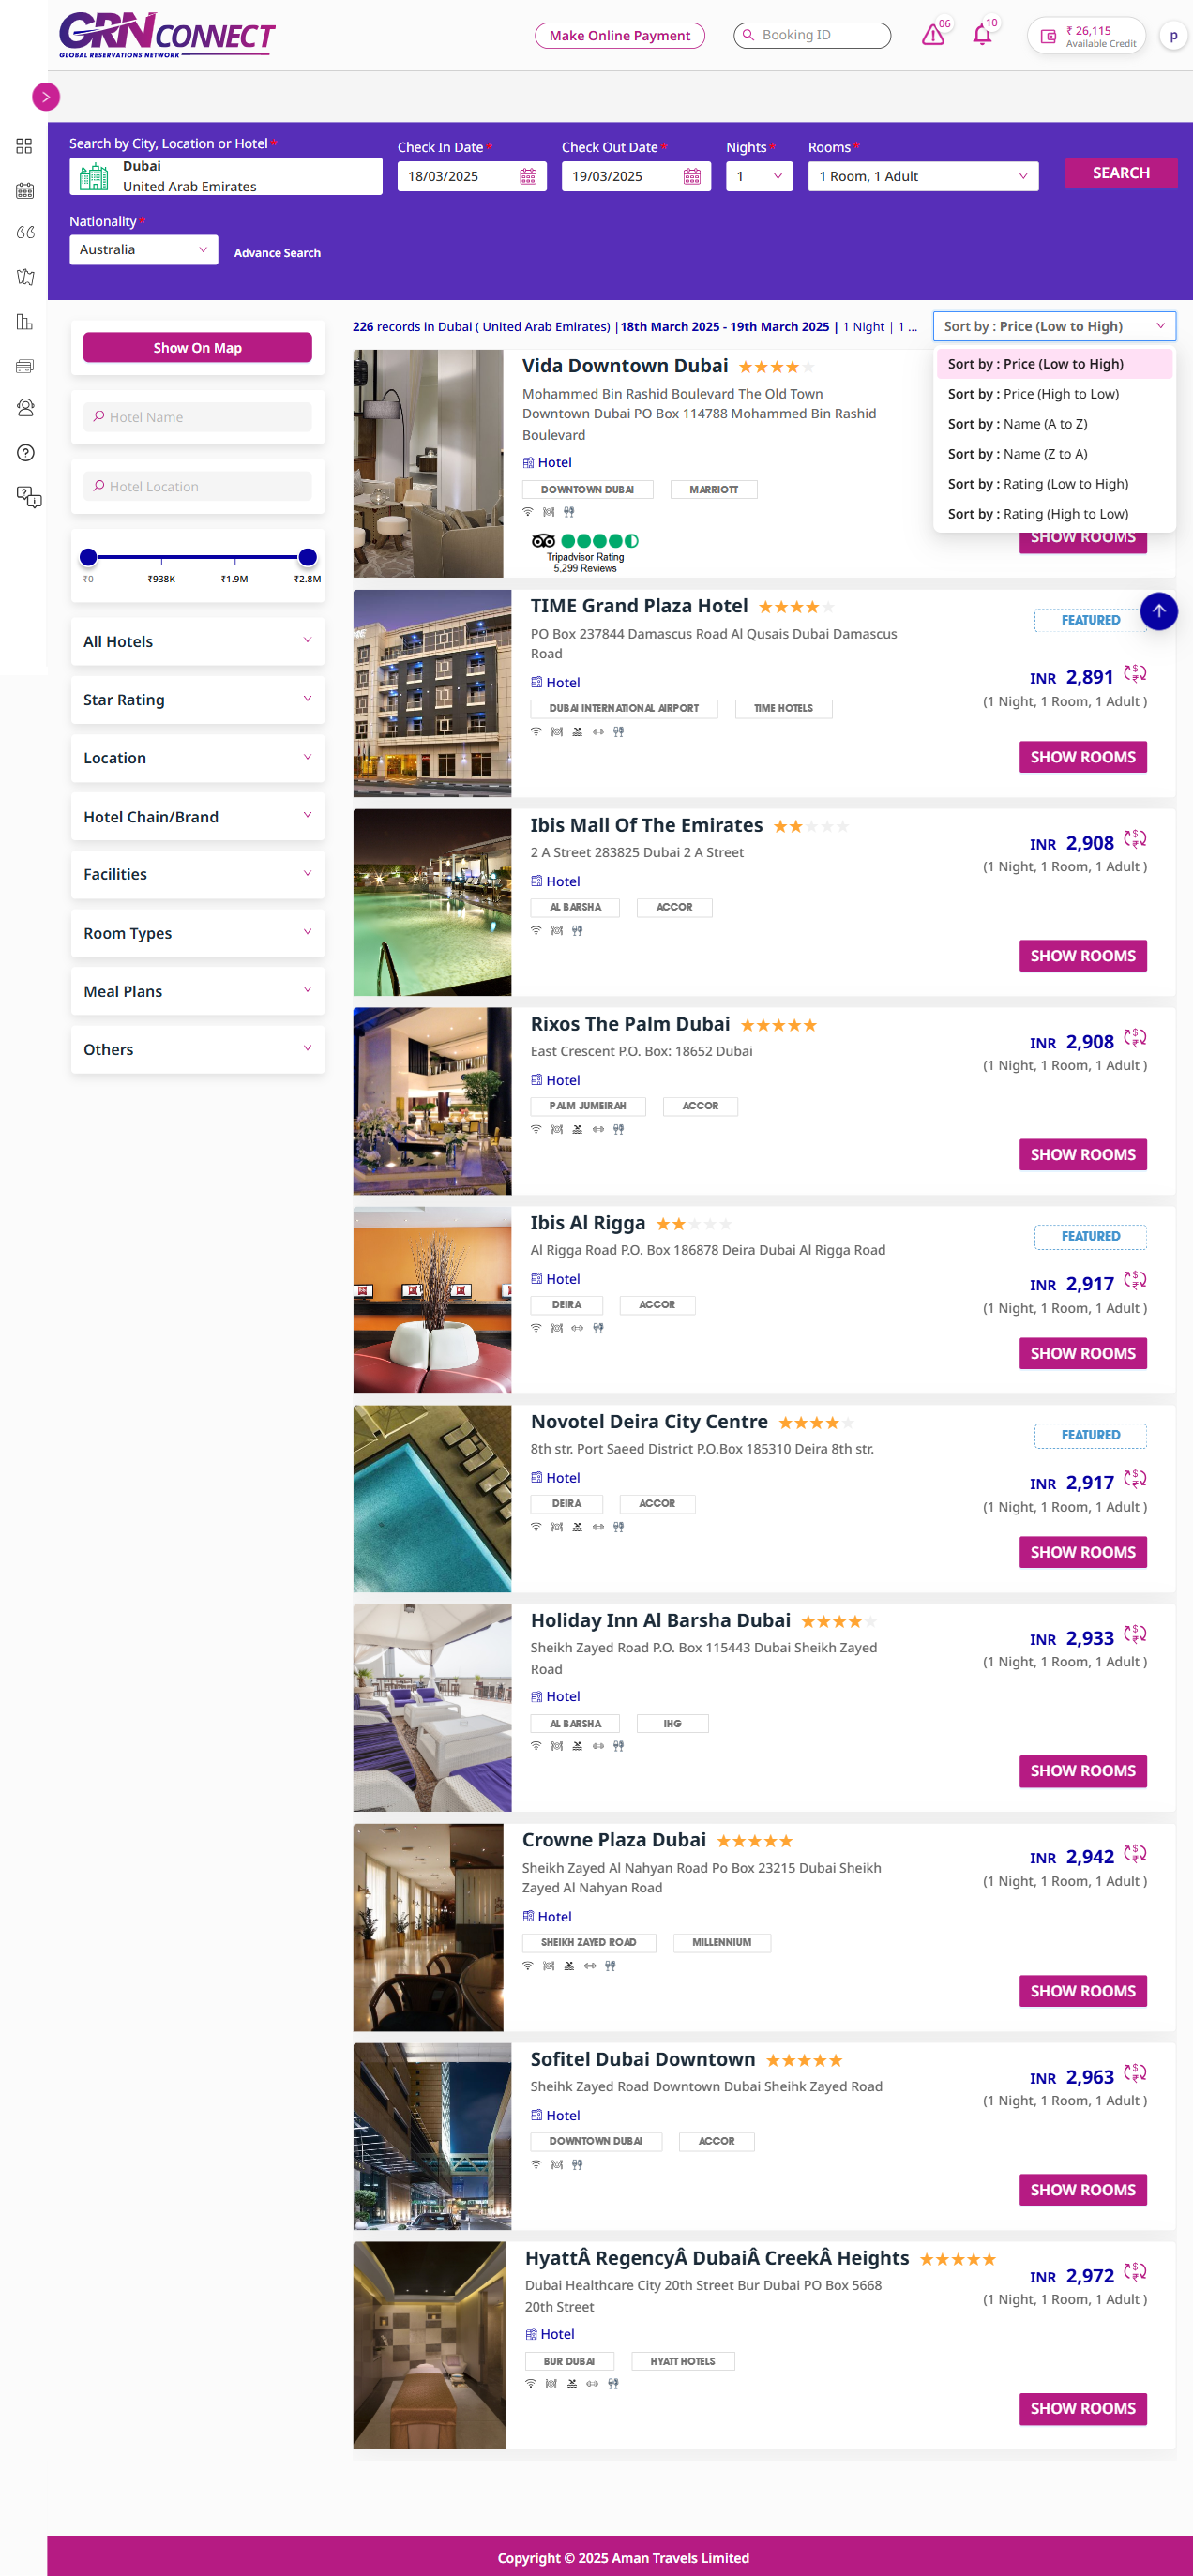 GRNCONNECT
GLOBAL RESERVATIONS NETWORK
Make Online Payment
Booking ID
06
10
₹ 26,115
Available Credit
p
Search by City, Location or Hotel *
Dubai
United Arab Emirates
Check In Date *
18/03/2025
Check Out Date *
19/03/2025
Nights *
1
Rooms *
1 Room, 1 Adult
SEARCH
Nationality *
Australia
Advance Search
Show On Map
Hotel Name
Hotel Location
₹0
₹938K
₹1.9M
₹2.8M
All Hotels
Star Rating
Location
Hotel Chain/Brand
Facilities
Room Types
Meal Plans
Others
226 records in Dubai ( United Arab Emirates) |18th March 2025 - 19th March 2025 | 1 Night | 1 ...
Sort by : Price (Low to High)
Sort by : Price (Low to High)
Sort by : Price (High to Low)
Sort by : Name (A to Z)
Sort by : Name (Z to A)
Sort by : Rating (Low to High)
Sort by : Rating (High to Low)
Vida Downtown Dubai
Mohammed Bin Rashid Boulevard The Old Town
Downtown Dubai PO Box 114788 Mohammed Bin Rashid
Boulevard
Hotel
DOWNTOWN DUBAI
MARRIOTT
Tripadvisor Rating
5,299 Reviews
SHOW ROOMS
TIME Grand Plaza Hotel
PO Box 237844 Damascus Road Al Qusais Dubai Damascus
Road
Hotel
DUBAI INTERNATIONAL AIRPORT
TIME HOTELS
FEATURED
INR 2,891
(1 Night, 1 Room, 1 Adult )
SHOW ROOMS
Ibis Mall Of The Emirates
2 A Street 283825 Dubai 2 A Street
Hotel
AL BARSHA
ACCOR
INR 2,908
(1 Night, 1 Room, 1 Adult )
SHOW ROOMS
Rixos The Palm Dubai
East Crescent P.O. Box: 18652 Dubai
Hotel
PALM JUMEIRAH
ACCOR
INR 2,908
(1 Night, 1 Room, 1 Adult )
SHOW ROOMS
Ibis Al Rigga
Al Rigga Road P.O. Box 186878 Deira Dubai Al Rigga Road
Hotel
DEIRA
ACCOR
FEATURED
INR 2,917
(1 Night, 1 Room, 1 Adult )
SHOW ROOMS
Novotel Deira City Centre
8th str. Port Saeed District P.O.Box 185310 Deira 8th str.
Hotel
DEIRA
ACCOR
FEATURED
INR 2,917
(1 Night, 1 Room, 1 Adult )
SHOW ROOMS
Holiday Inn Al Barsha Dubai
Sheikh Zayed Road P.O. Box 115443 Dubai Sheikh Zayed
Road
Hotel
AL BARSHA
IHG
INR 2,933
(1 Night, 1 Room, 1 Adult )
SHOW ROOMS
Crowne Plaza Dubai
Sheikh Zayed Al Nahyan Road Po Box 23215 Dubai Sheikh
Zayed Al Nahyan Road
Hotel
SHEIKH ZAYED ROAD
MILLENNIUM
INR 2,942
(1 Night, 1 Room, 1 Adult )
SHOW ROOMS
Sofitel Dubai Downtown
Sheihk Zayed Road Downtown Dubai Sheihk Zayed Road
Hotel
DOWNTOWN DUBAI
ACCOR
INR 2,963
(1 Night, 1 Room, 1 Adult )
SHOW ROOMS
HyattÂ RegencyÂ DubaiÂ CreekÂ Heights
Dubai Healthcare City 20th Street Bur Dubai PO Box 5668
20th Street
Hotel
BUR DUBAI
HYATT HOTELS
INR 2,972
(1 Night, 1 Room, 1 Adult )
SHOW ROOMS
Copyright © 2025 Aman Travels Limited